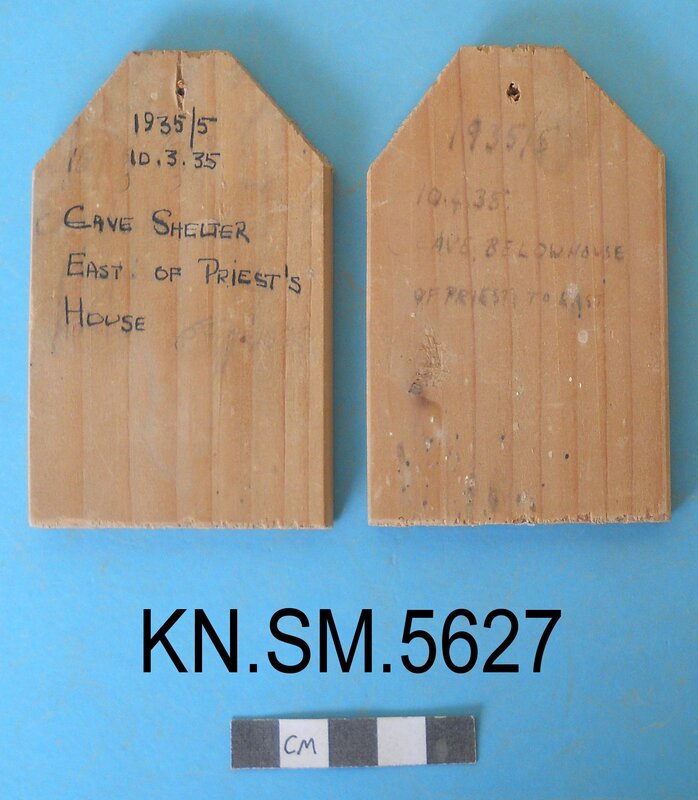 1935/5
10.3.35
CAVE SHELTER
EAST OF PRIEST'S
HOUSE
1935/5
10.4.35.
AVE, BELOW HOUSE
OF PRIEST, TO EAST
KN.SM.5627
CM